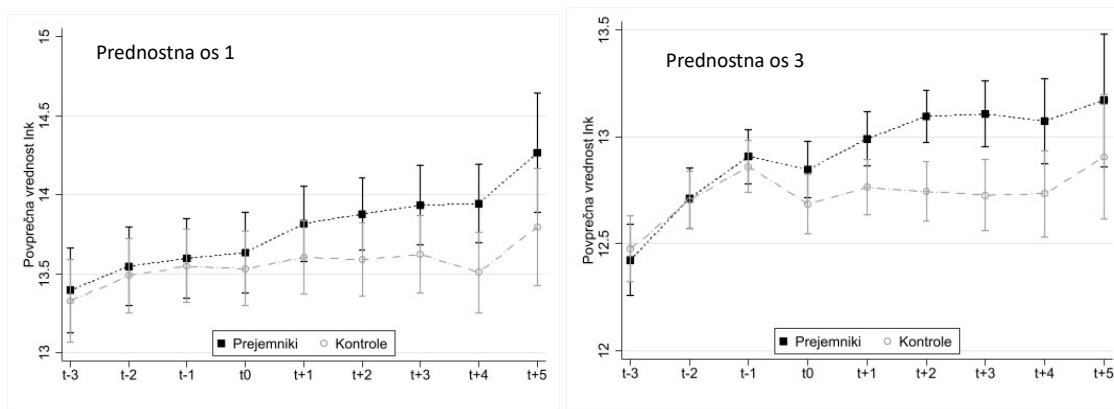 Prednostna os 1
Povprečna vrednost lnk
15
14.5
14
13.5
13
t-3 t-2 t-1 t0 t+1 t+2 t+3 t+4 t+5
Prejemniki Kontrole
Prednostna os 3
Povprečna vrednost lnk
13.5
13
12.5
12
t-3 t-2 t-1 t0 t+1 t+2 t+3 t+4 t+5
Prejemniki Kontrole